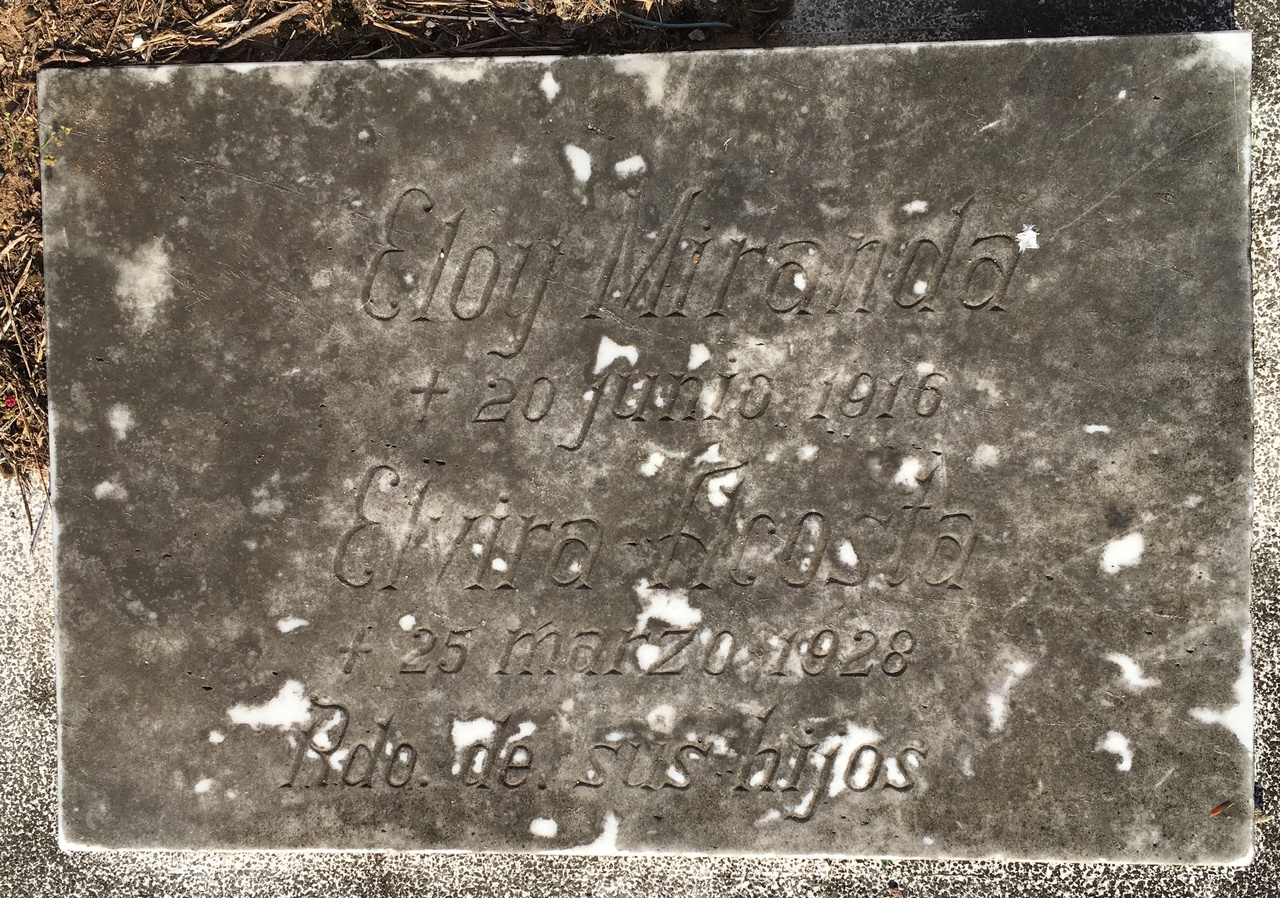 Eloy Miranda
+ 20 junio 1916
Elvira Acosta
+ 25 marzo 1928
Rdo. de. sus hijos